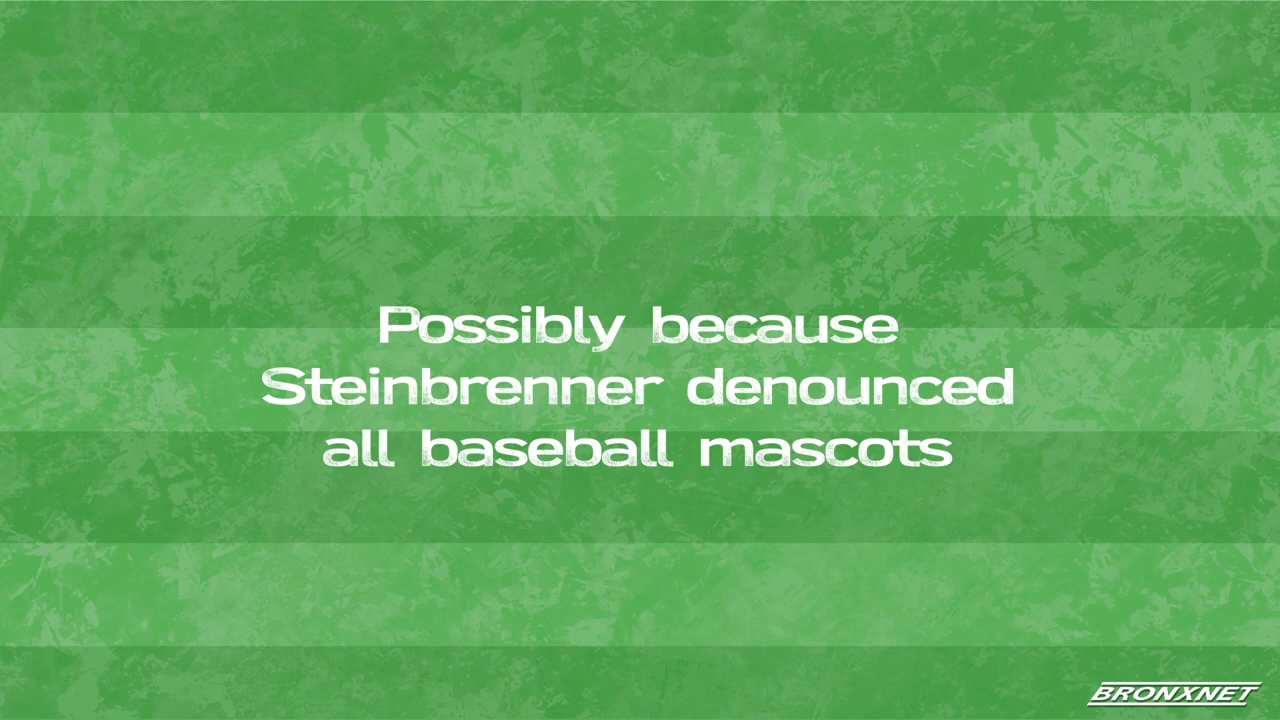 Possibly because
Steinbrenner denounced
all baseball mascots
BRONXNET